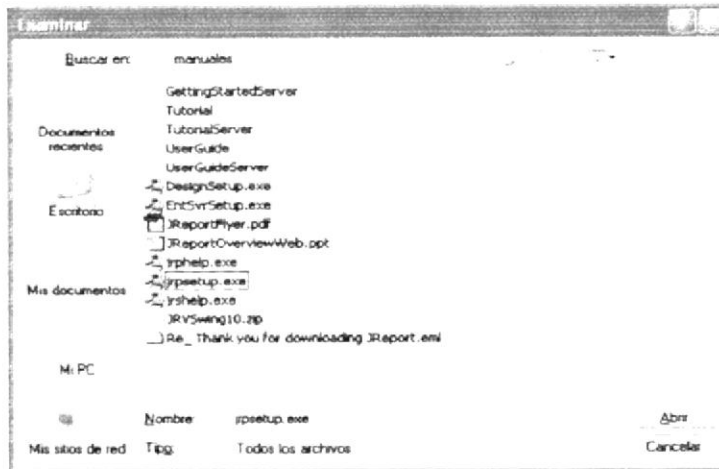 Examinar
Buscar en: manuales
GettingStartedServer
Tutorial
TutorialServer
UserGuide
UserGuideServer
DesignSetup.exe
EntSvrSetup.exe
JReportFlyer.pdf
JReportOverviewWeb.ppt
jrphelp.exe
jrpsetup.exe
jrshelp.exe
JRVSwing10.zip
Re_ Thank you for downloading JReport.eml
Documentos
recientes
Escritorio
Mis documentos
Mi PC
Mis sitios de red
Nombre: jrpsetup.exe
Abrir
Tipo: Todos los archivos
Cancelar